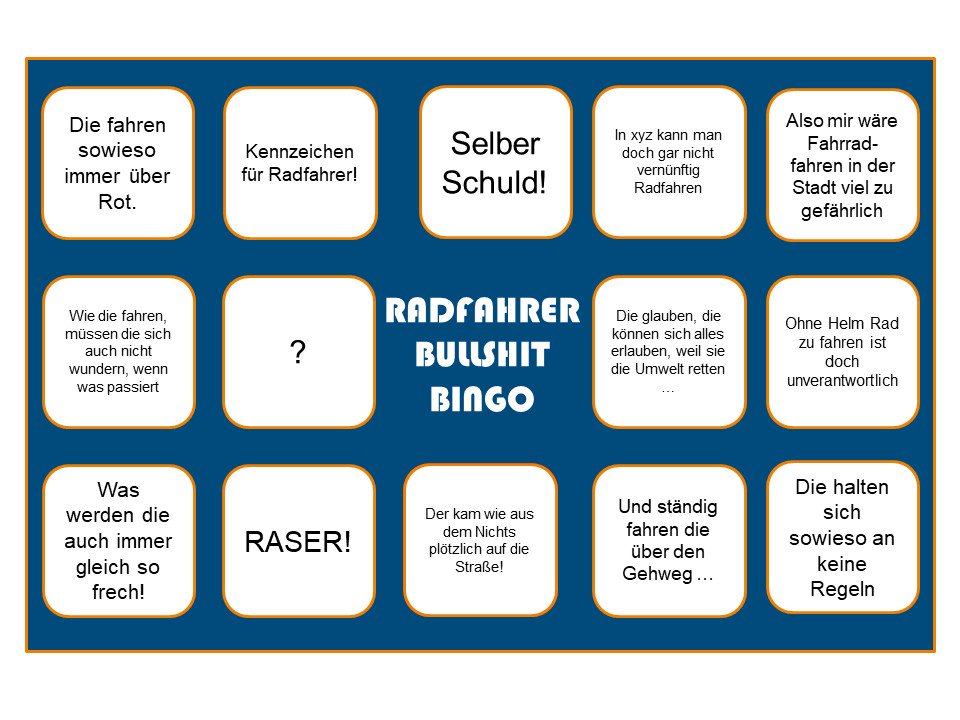 Die fahren
sowieso
immer über
Rot.
Kennzeichen
für Radfahrer!
Selber
Schuld!
In xyz kann man
doch gar nicht
vernünftig
Radfahren
Also mir wäre
Fahrrad-
fahren in der
Stadt viel zu
gefährlich
Wie die fahren,
müssen die sich
auch nicht
wundern, wenn
was passiert
?
RADFAHRER
BULLSHIT
BINGO
Die glauben, die
können sich alles
erlauben, weil sie
die Umwelt retten
…
Ohne Helm Rad
zu fahren ist
doch
unverantwortlich
Was
werden die
auch immer
gleich so
frech!
RASER!
Der kam wie aus
dem Nichts
plötzlich auf die
Straße!
Und ständig
fahren die
über den
Gehweg …
Die halten
sich
sowieso an
keine
Regeln